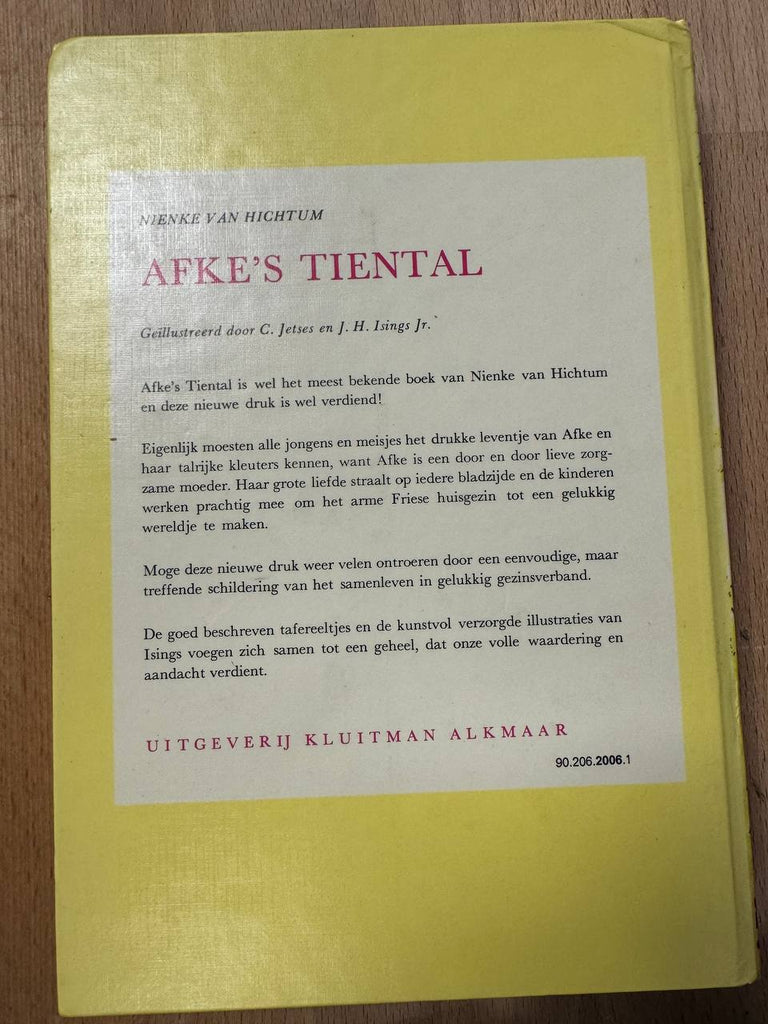 NIENKE VAN HICHTUM
AFKE'S TIENTAL
Geïllustreerd door C. Jetses en J. H. Isings Jr.
Afke's Tiental is wel het meest bekende boek van Nienke van Hichtum
en deze nieuwe druk is wel verdiend!
Eigenlijk moesten alle jongens en meisjes het drukke leventje van Afke en
haar talrijke kleuters kennen, want Afke is een door en door lieve zorg-
zame moeder. Haar grote liefde straalt op iedere bladzijde en de kinderen
werken prachtig mee om het arme Friese huisgezin tot een gelukkig
wereldje te maken.
Moge deze nieuwe druk weer velen ontroeren door een eenvoudige, maar
treffende schildering van het samenleven in gelukkig gezinsverband.
De goed beschreven tafereeltjes en de kunstvol verzorgde illustraties van
Isings voegen zich samen tot een geheel, dat onze volle waardering en
aandacht verdient.
UITGEVERIJ KLUITMAN ALKMAAR
90.206.2006.1